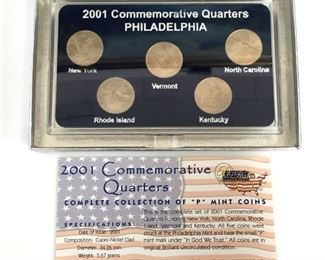 2001 Commemorative Quarters
PHILADELPHIA
New York
North Carolina
Vermont
Rhode Island
Kentucky
2001 Commemorative
Quarters
COMPLETE COLLECTION OF "P" MINT COINS
SPECIFICATIONS:
Date of Issue: 2001
Composition: Cupro-Nickel Clad
Diameter: 24.26 mm
Weight: 5.67 grams
This is the complete set of 2001 Commemorative
Quarters honoring New York, North Carolina, Rhode
Island, Vermont and Kentucky. All five coins were
struck at the Philadelphia Mint and bear the small "P"
mint mark under "In God We Trust." All coins are in
original Brilliant Uncirculated condition.